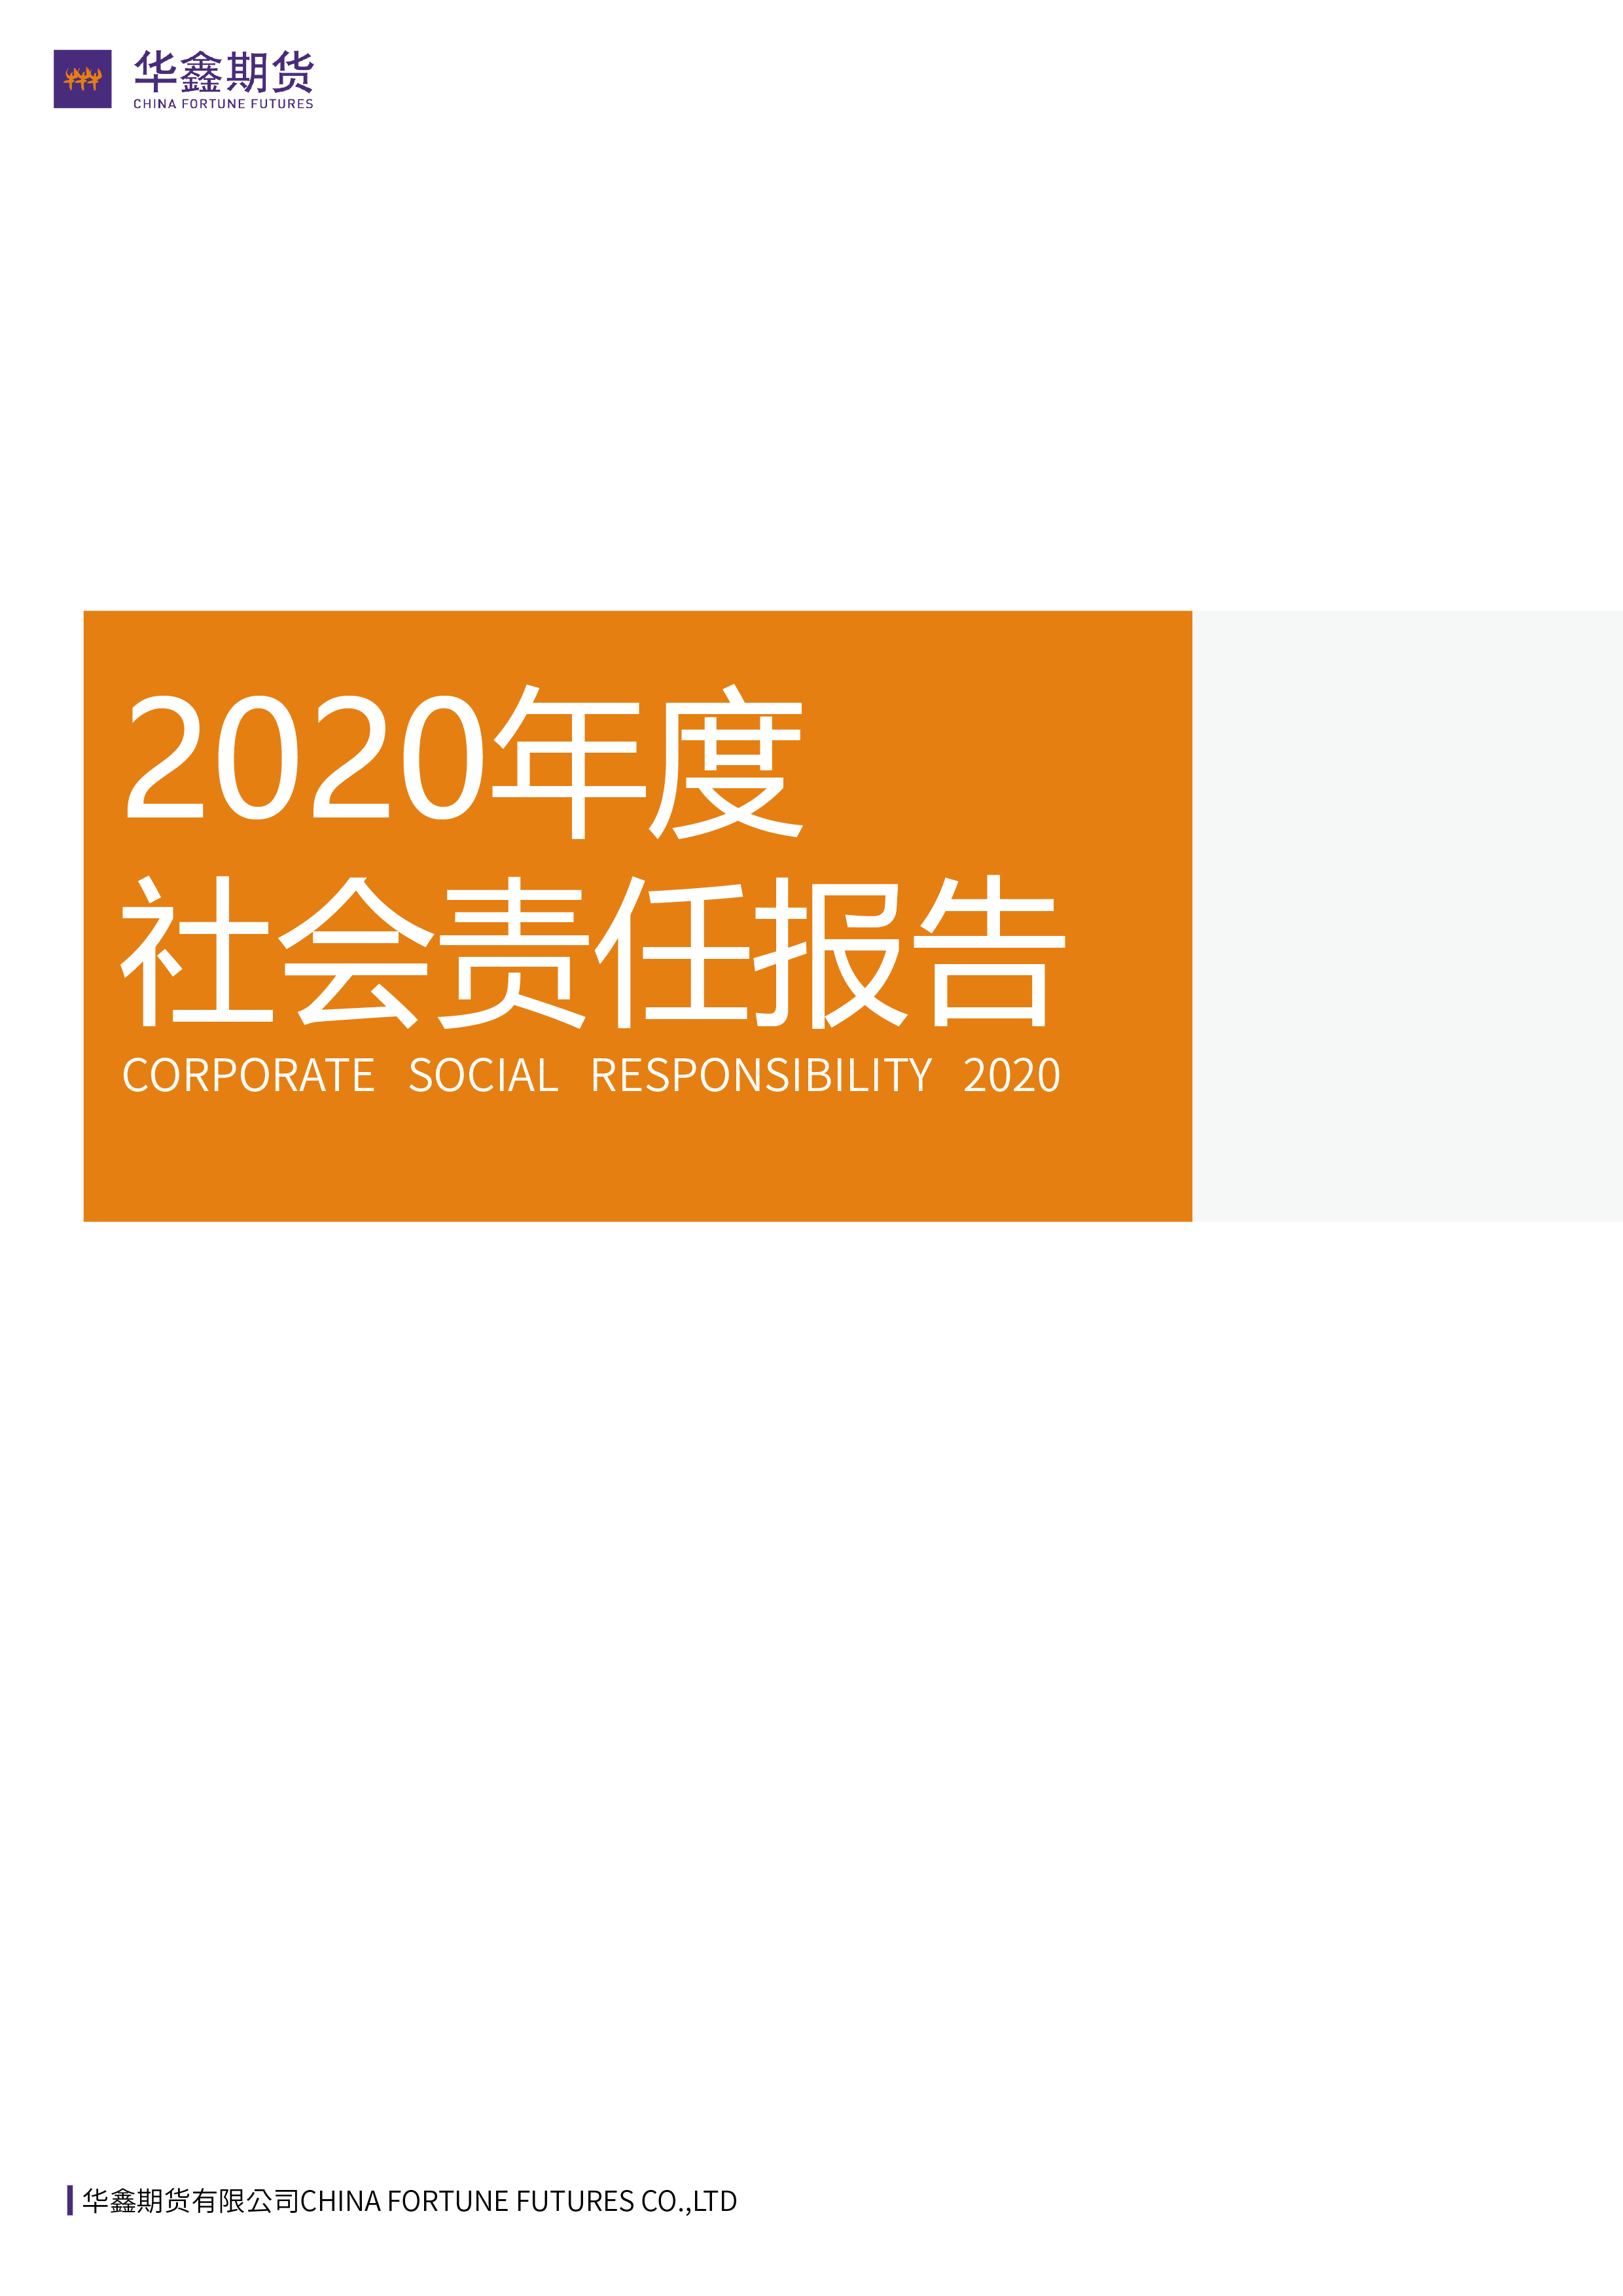 华鑫期货
CHINA FORTUNE FUTURES
2020年度
社会责任报告
CORPORATE SOCIAL RESPONSIBILITY 2020
华鑫期货有限公司CHINA FORTUNE FUTURES CO.,LTD